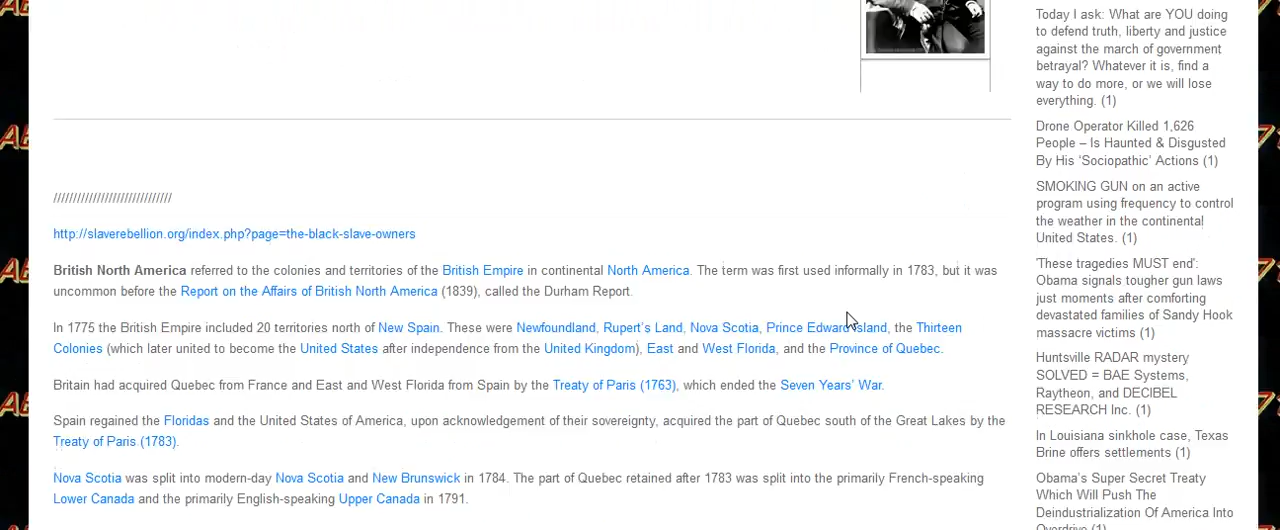 //////////////////////////////
http://slaverebellion.org/index.php?page=the-black-slave-owners
British North America referred to the colonies and territories of the British Empire in continental North America. The term was first used informally in 1783, but it was
uncommon before the Report on the Affairs of British North America (1839), called the Durham Report.
In 1775 the British Empire included 20 territories north of New Spain. These were Newfoundland, Rupert's Land, Nova Scotia, Prince Edward Island, the Thirteen
Colonies (which later united to become the United States after independence from the United Kingdom), East and West Florida, and the Province of Quebec.
Britain had acquired Quebec from France and East and West Florida from Spain by the Treaty of Paris (1763), which ended the Seven Years' War.
Spain regained the Floridas and the United States of America, upon acknowledgement of their sovereignty, acquired the part of Quebec south of the Great Lakes by the
Treaty of Paris (1783).
Nova Scotia was split into modern-day Nova Scotia and New Brunswick in 1784. The part of Quebec retained after 1783 was split into the primarily French-speaking
Lower Canada and the primarily English-speaking Upper Canada in 1791.
Today I ask: What are YOU doing
to defend truth, liberty and justice
against the march of government
betrayal? Whatever it is, find a
way to do more, or we will lose
everything. (1)
Drone Operator Killed 1,626
People – Is Haunted & Disgusted
By His 'Sociopathic' Actions (1)
SMOKING GUN on an active
program using frequency to control
the weather in the continental
United States. (1)
'These tragedies MUST end':
Obama signals tougher gun laws
just moments after comforting
devastated families of Sandy Hook
massacre victims (1)
Huntsville RADAR mystery
SOLVED = BAE Systems,
Raytheon, and DECIBEL
RESEARCH Inc. (1)
In Louisiana sinkhole case, Texas
Brine offers settlements (1)
Obama's Super Secret Treaty
Which Will Push The
Deindustrialization Of America Into
Overdrive (1)